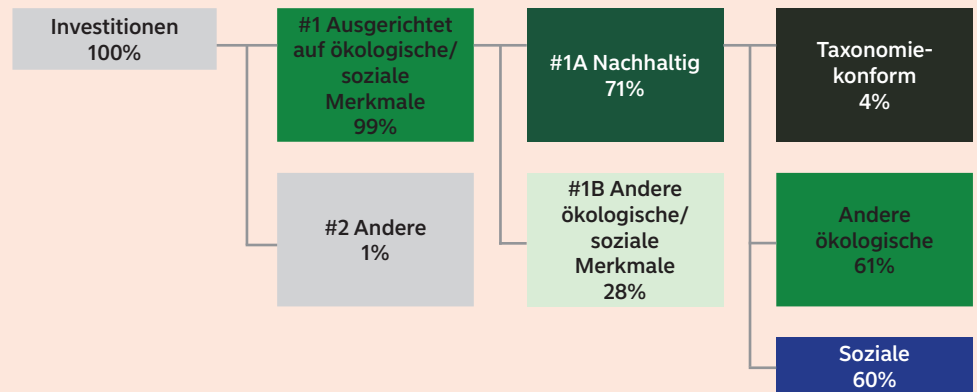 Investitionen
100%
#1 Ausgerichtet
auf ökologische/
soziale
Merkmale
99%
#1A Nachhaltig
71%
Taxonomie-
konform
4%
#2 Andere
1%
#1B Andere
ökologische/
soziale
Merkmale
28%
Andere
ökologische
61%
Soziale
60%